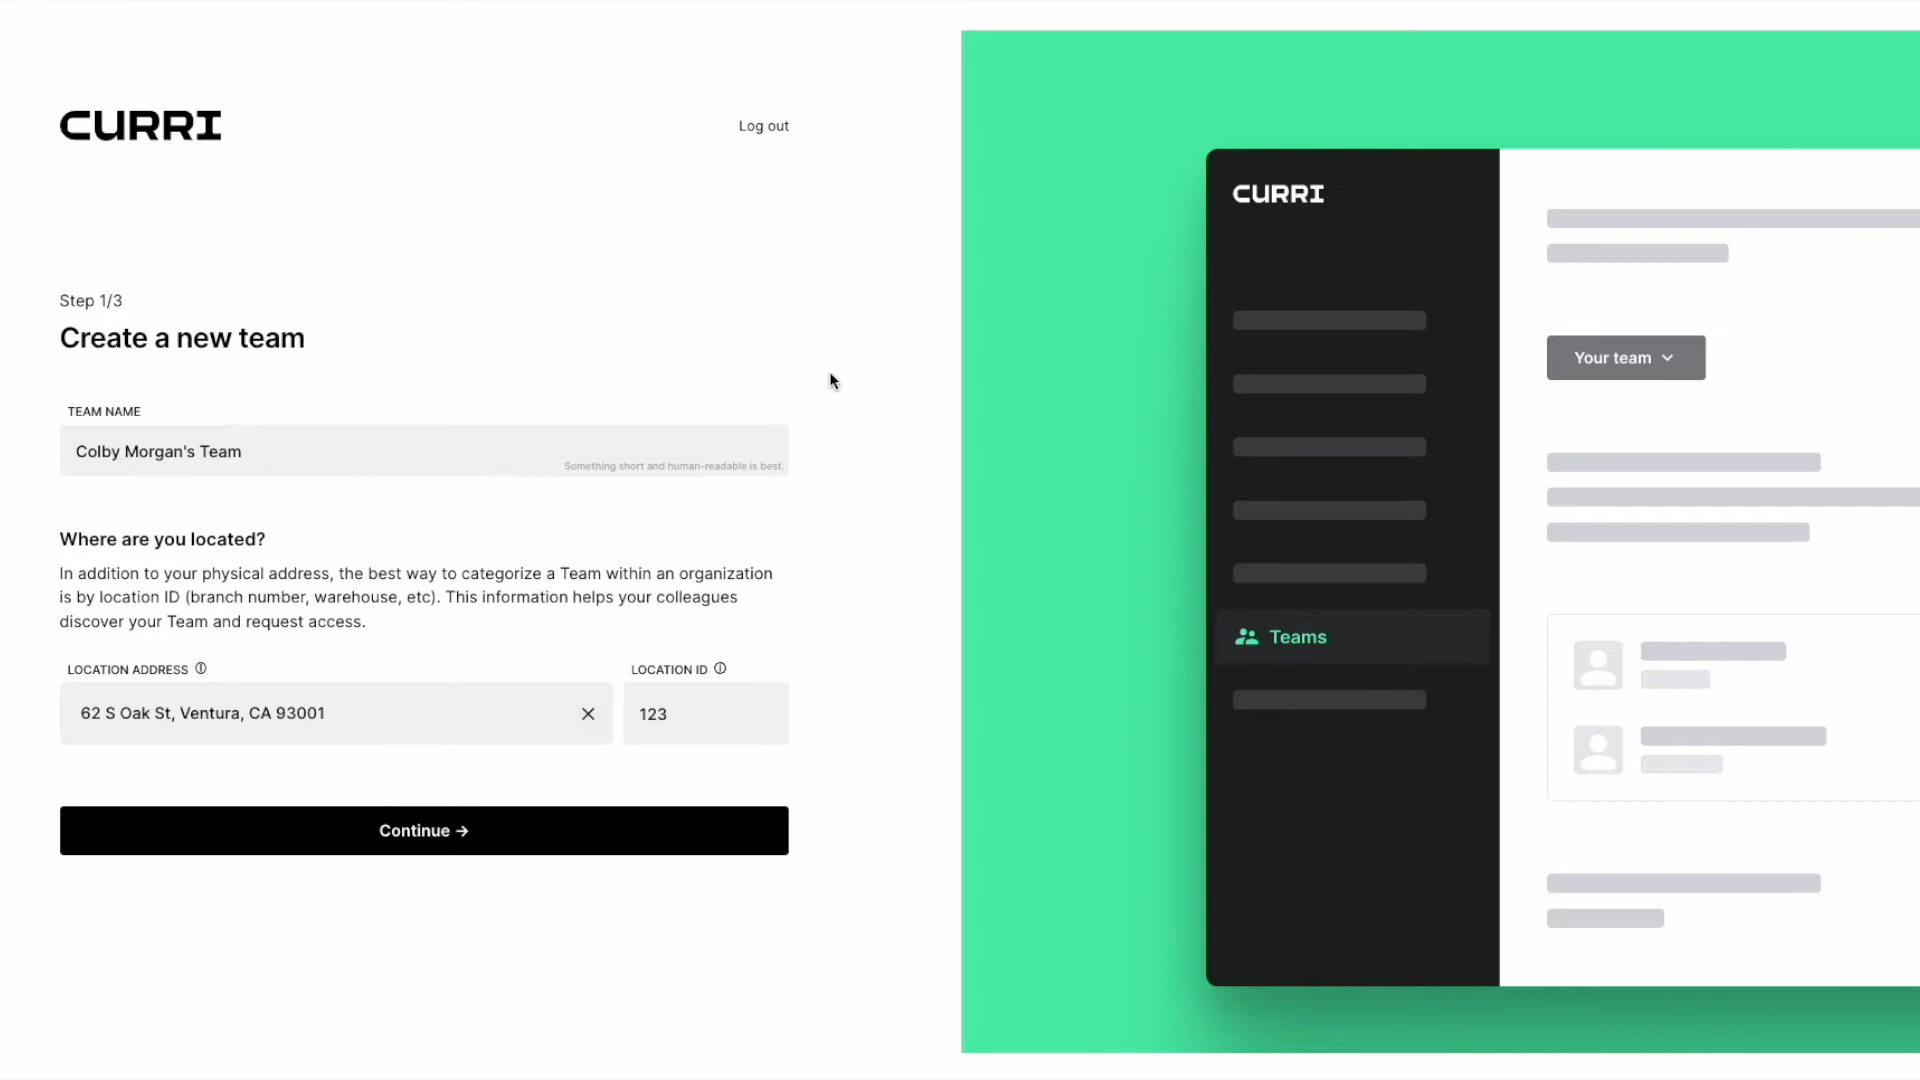 CURRI
Log out
Step 1/3
Create a new team
TEAM NAME
Colby Morgan's Team
Something short and human-readable is best.
Where are you located?
In addition to your physical address, the best way to categorize a Team within an organization
is by location ID (branch number, warehouse, etc). This information helps your colleagues
discover your Team and request access.
LOCATION ADDRESS
LOCATION ID
62 S Oak St, Ventura, CA 93001
123
Continue →
CURRI
Your team
Teams